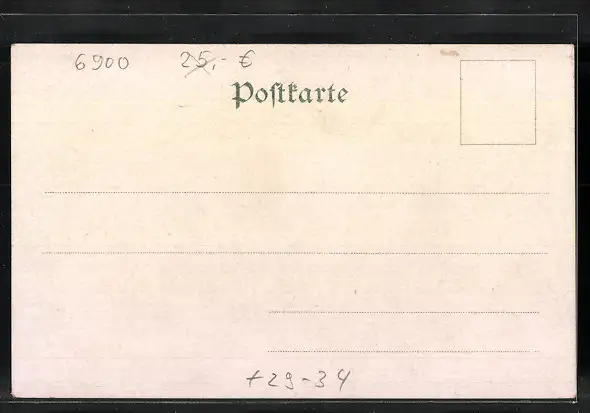 6900 25,- €
Postkarte
+29-34